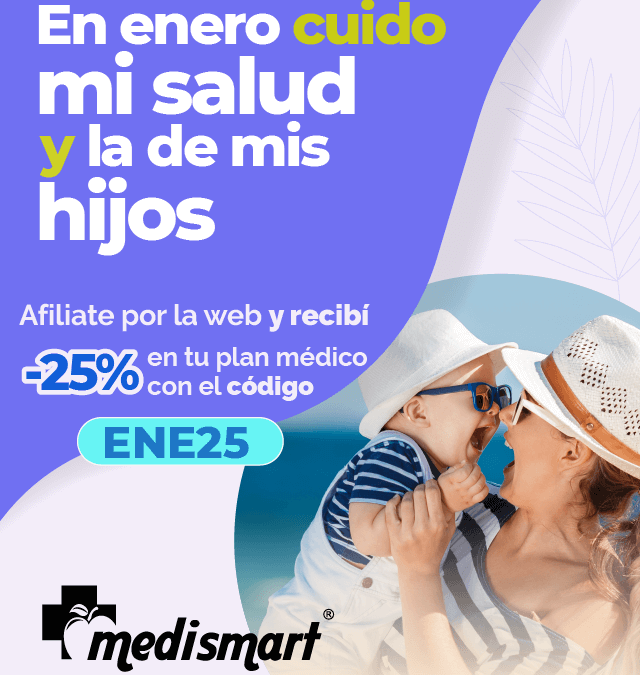 En enero cuido
mi salud
y la de mis
hijos
Afiliate por la web y recibí
-25% en tu plan médico
con el código
ENE25
medismart®